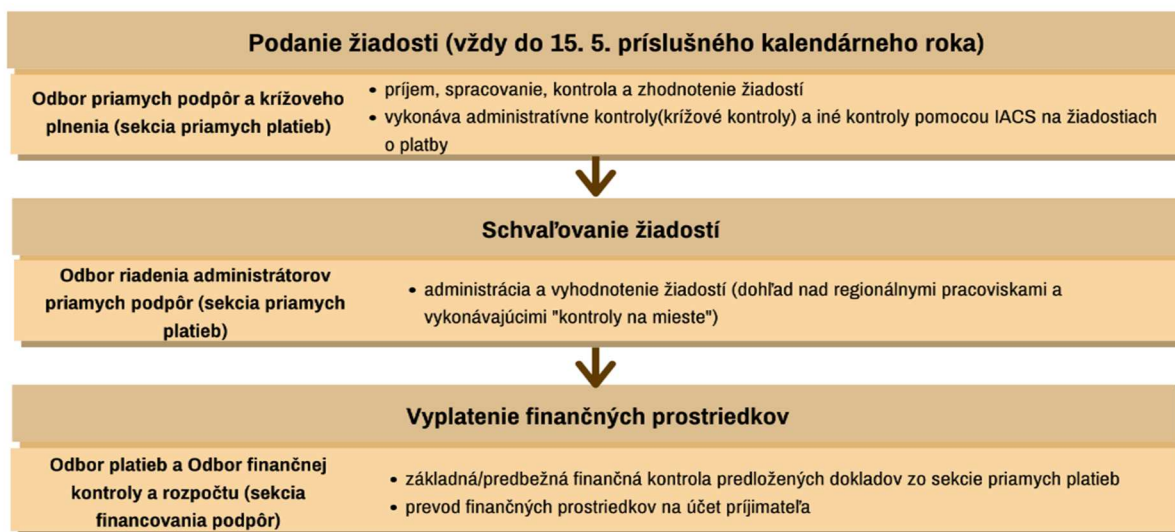 Podanie žiadosti (vždy do 15. 5. príslušného kalendárneho roka)
Odbor priamych podpôr a krížoveho
plnenia (sekcia priamych platieb)
• príjem, spracovanie, kontrola a zhodnotenie žiadostí
• vykonáva administratívne kontroly(krížové kontroly) a iné kontroly pomocou IACS na žiadostiach
o platby
Schvaľovanie žiadostí
Odbor riadenia administrátorov
priamych podpôr (sekcia priamych
platieb)
• administrácia a vyhodnotenie žiadostí (dohľad nad regionálnymi pracoviskami a
vykonávajúcimi "kontroly na mieste")
Vyplatenie finančných prostriedkov
Odbor platieb a Odbor finančnej
kontroly a rozpočtu (sekcia
financovania podpôr)
• základná/predbežná finančná kontrola predložených dokladov zo sekcie priamych platieb
• prevod finančných prostriedkov na účet príjimateľa